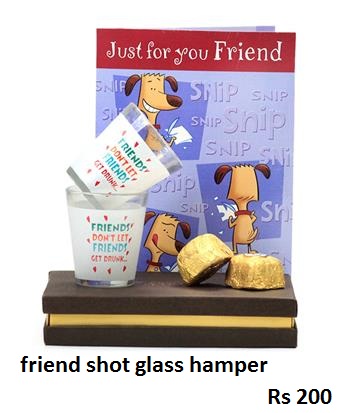 Just for you Friend
Snip
SNIP
SNIP
Snip
SNIP
SNIP
FRIENDS
DON'T LET
FRIENDS
GET DRUNK...
FRIENDS
DON'T LET
FRIENDS
GET DRUNK...
friend shot glass hamper
Rs 200